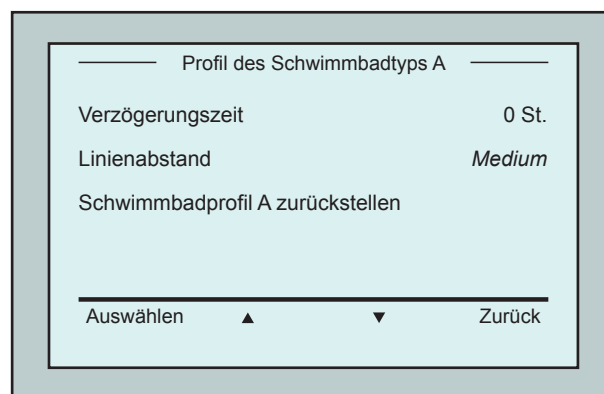 Profil des Schwimmbadtyps A
Verzögerungszeit 0 St.
Linienabstand Medium
Schwimmbadprofil A zurückstellen
Auswählen ▲ ▼ Zurück